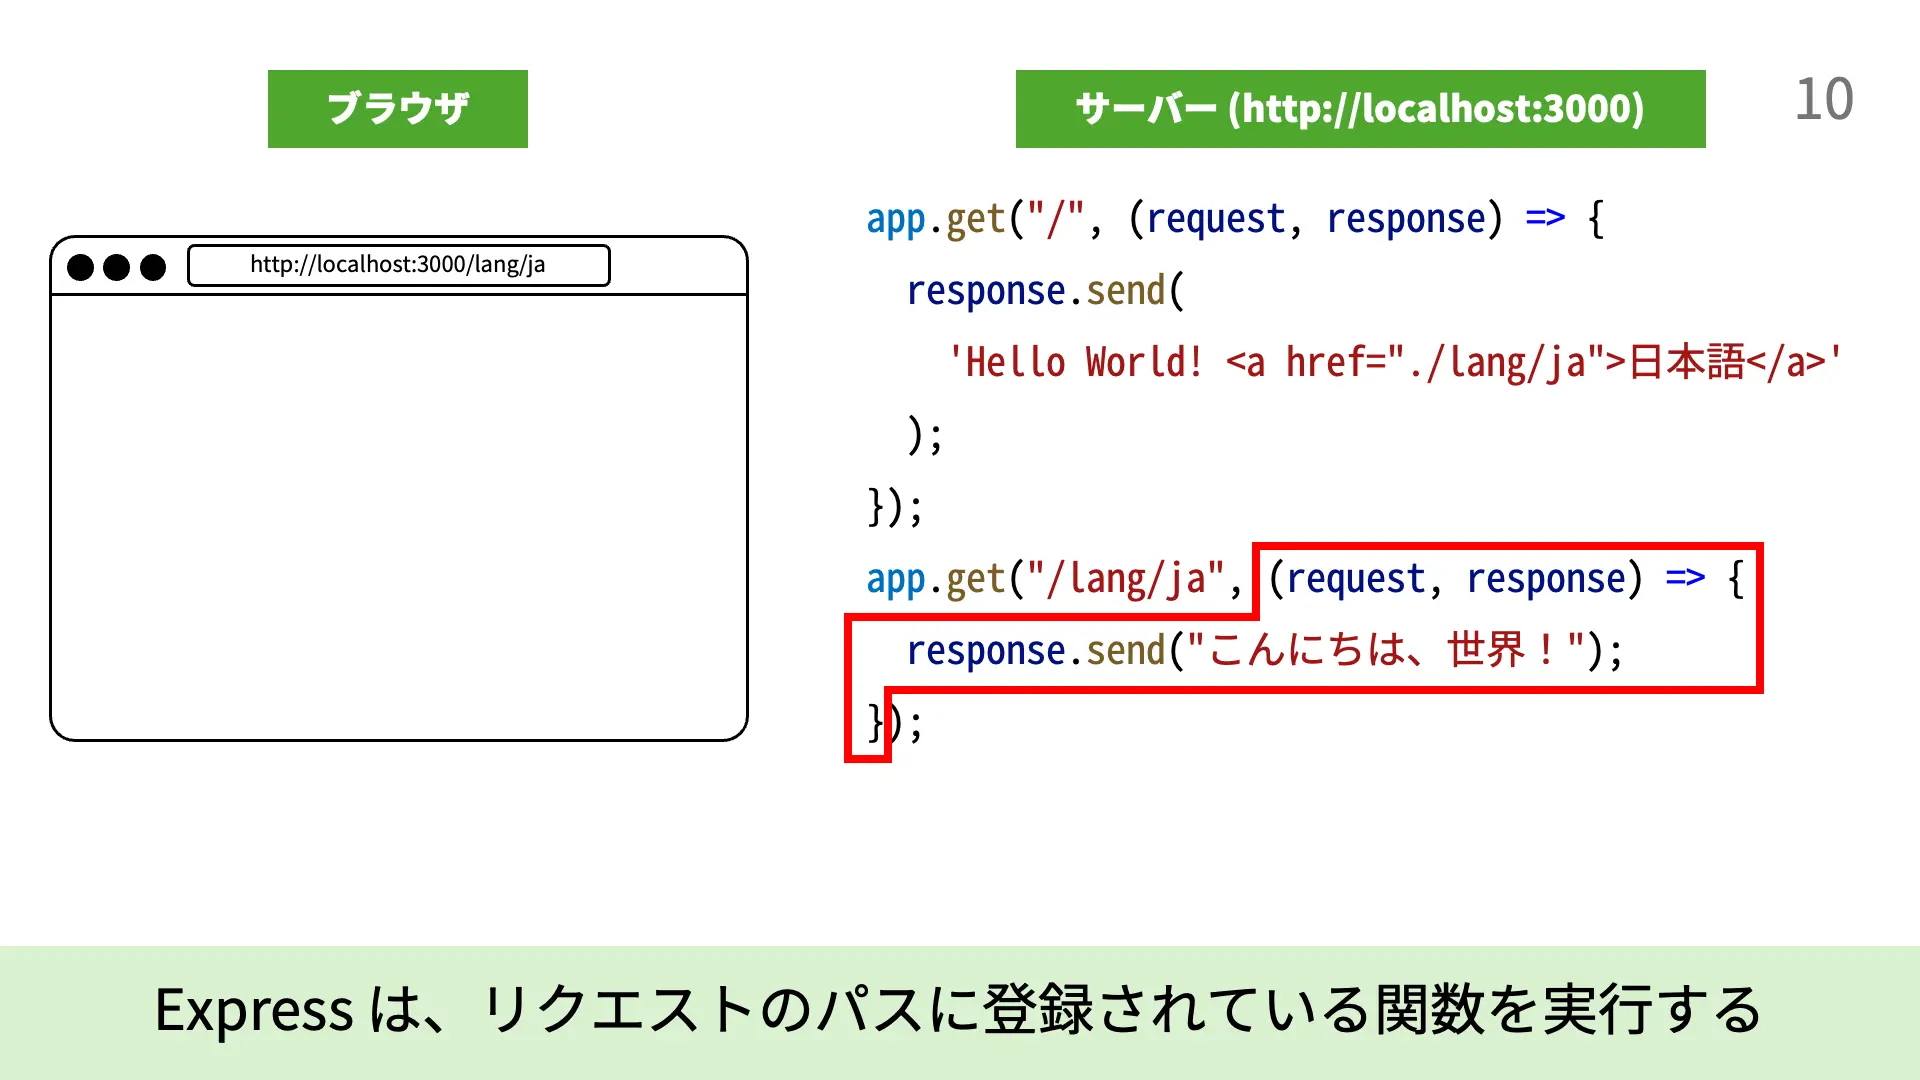 ブラウザ
サーバー (http://localhost:3000)
10
http://localhost:3000/lang/ja
app.get("/", (request, response) => {
  response.send(
    'Hello World! <a href="./lang/ja">日本語</a>'
  );
});
app.get("/lang/ja", (request, response) => {
  response.send("こんにちは、世界！");
});
Express は、リクエストのパスに登録されている関数を実行する